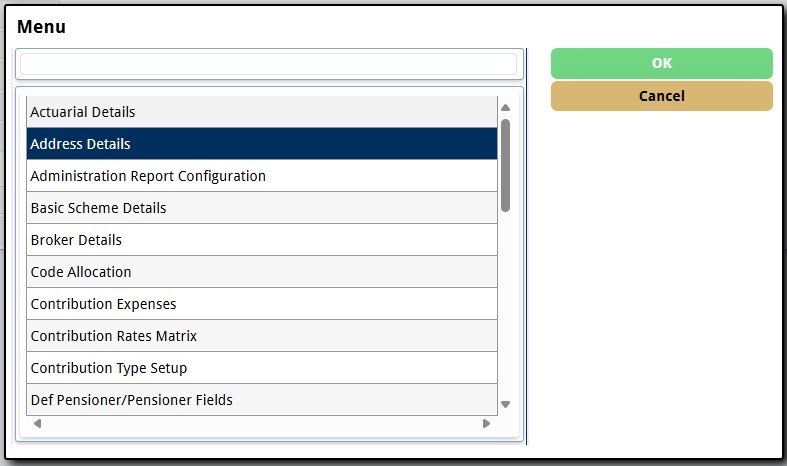 Menu
OK
Cancel
Actuarial Details
Address Details
Administration Report Configuration
Basic Scheme Details
Broker Details
Code Allocation
Contribution Expenses
Contribution Rates Matrix
Contribution Type Setup
Def Pensioner/Pensioner Fields